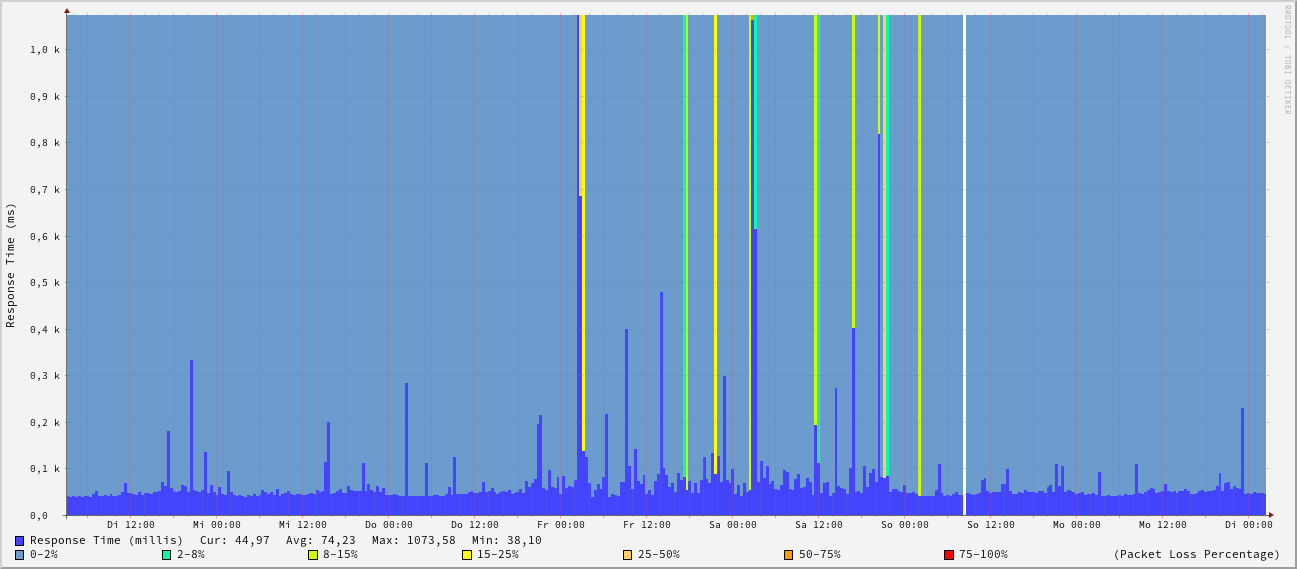 RRDTOOL / TOBI OETIKER
Response Time (ms)
1,0 k
0,9 k
0,8 k
0,7 k
0,6 k
0,5 k
0,4 k
0,3 k
0,2 k
0,1 k
0,0
Di 12:00 Mi 00:00 Mi 12:00 Do 00:00 Do 12:00 Fr 00:00 Fr 12:00 Sa 00:00 Sa 12:00 So 00:00 So 12:00 Mo 00:00 Mo 12:00 Di 00:00
Response Time (millis) Cur: 44,97 Avg: 74,23 Max: 1073,58 Min: 38,10
0-2% 2-8% 8-15% 15-25% 25-50% 50-75% 75-100% (Packet Loss Percentage)